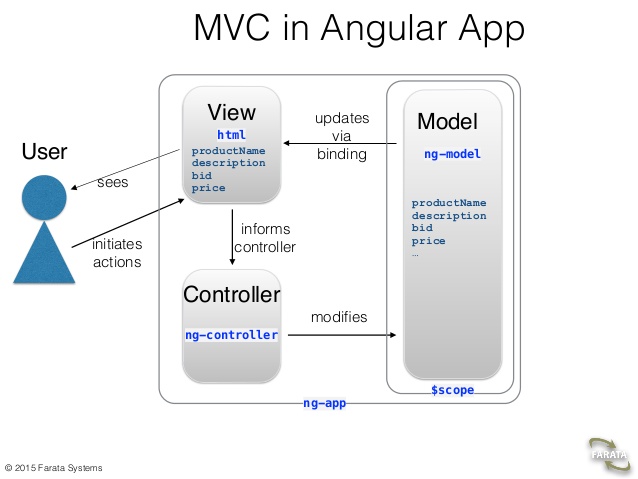 MVC in Angular App
User
sees
initiates
actions
View
html
productName
description
bid
price
updates
via
binding
informs
controller
Controller
ng-controller
modifies
Model
ng-model
productName
description
bid
price
…
$scope
ng-app
© 2015 Farata Systems
FARATA